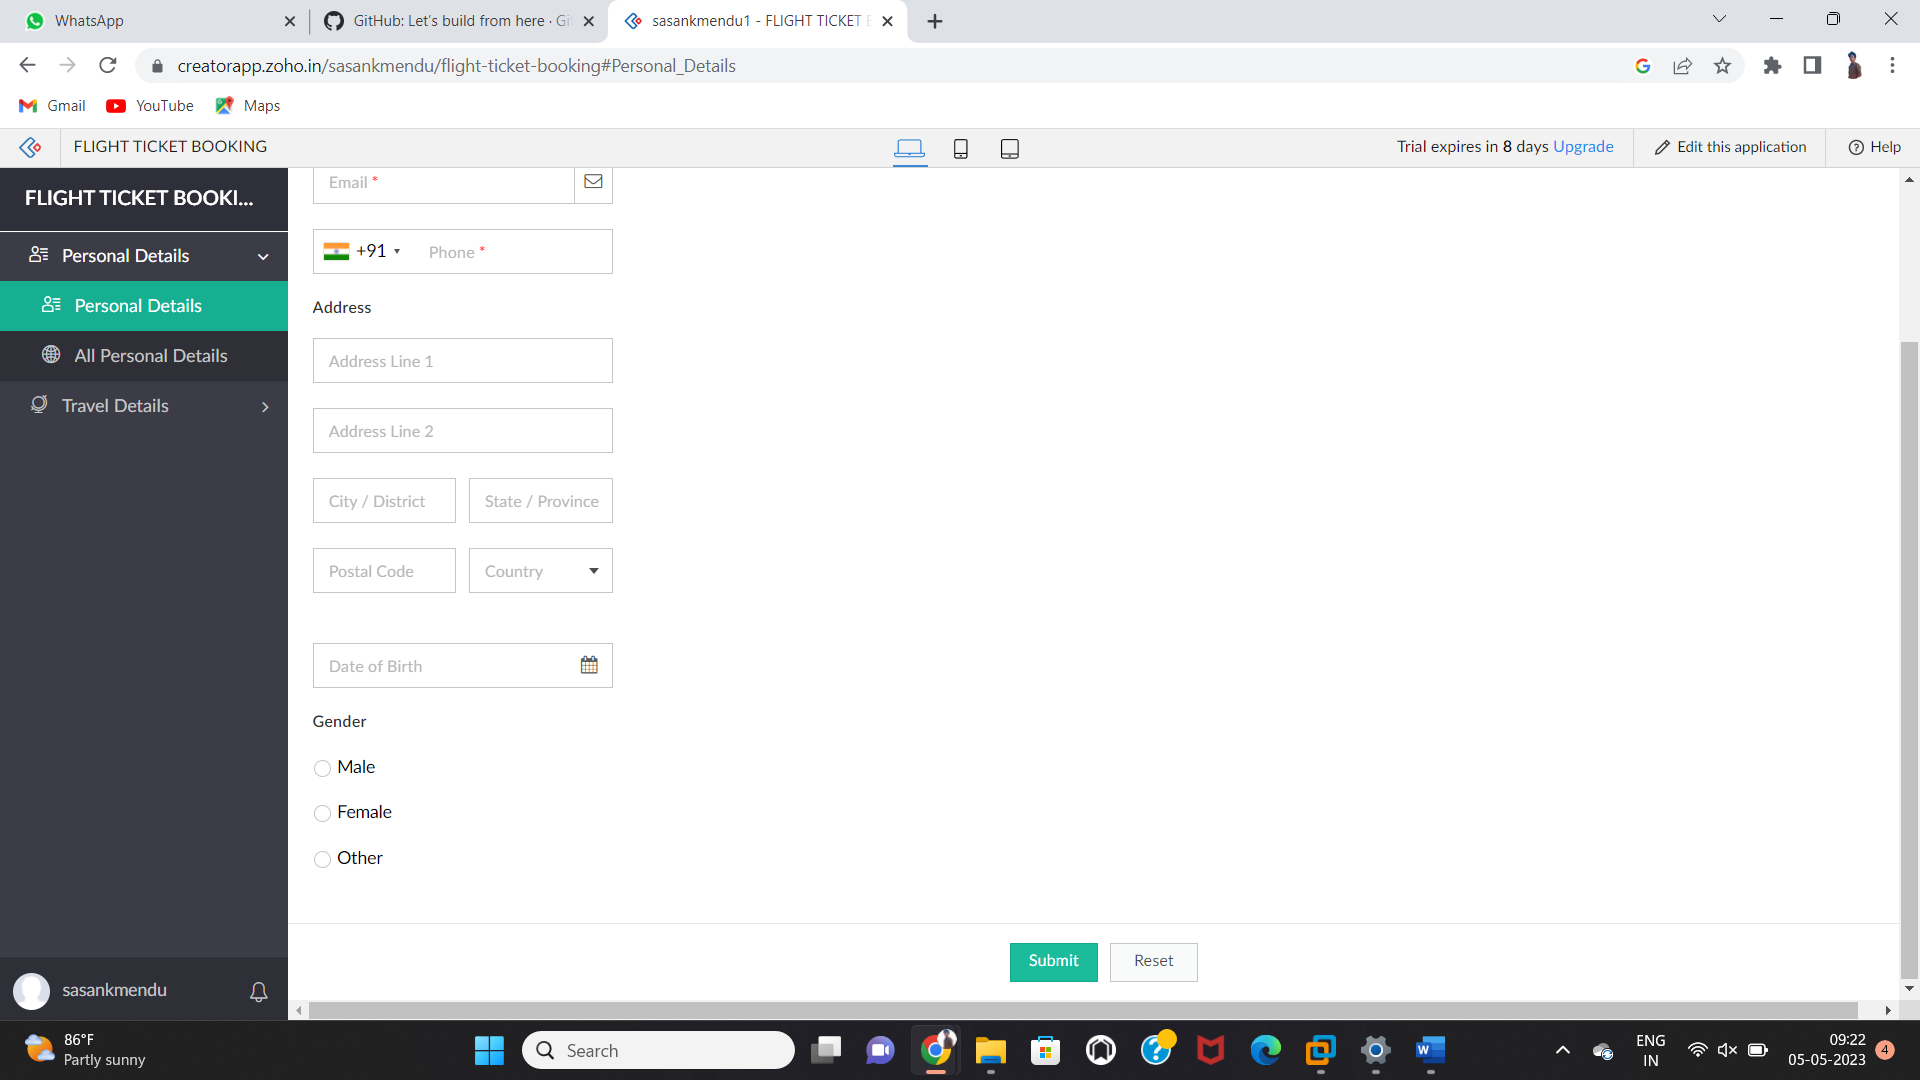 WhatsApp
GitHub: Let's build from here · Gi
sasankmendu1 - FLIGHT TICKET B
creatorapp.zoho.in/sasankmendu/flight-ticket-booking#Personal_Details
Gmail
YouTube
Maps
FLIGHT TICKET BOOKING
Trial expires in 8 days Upgrade
Edit this application
Help
FLIGHT TICKET BOOKI...
Personal Details
Personal Details
All Personal Details
Travel Details
sasankmendu
Email *
+91
Phone *
Address
Address Line 1
Address Line 2
City / District
State / Province
Postal Code
Country
Date of Birth
Gender
Male
Female
Other
Submit
Reset
86°F
Partly sunny
Search
ENG
IN
09:22
05-05-2023
4